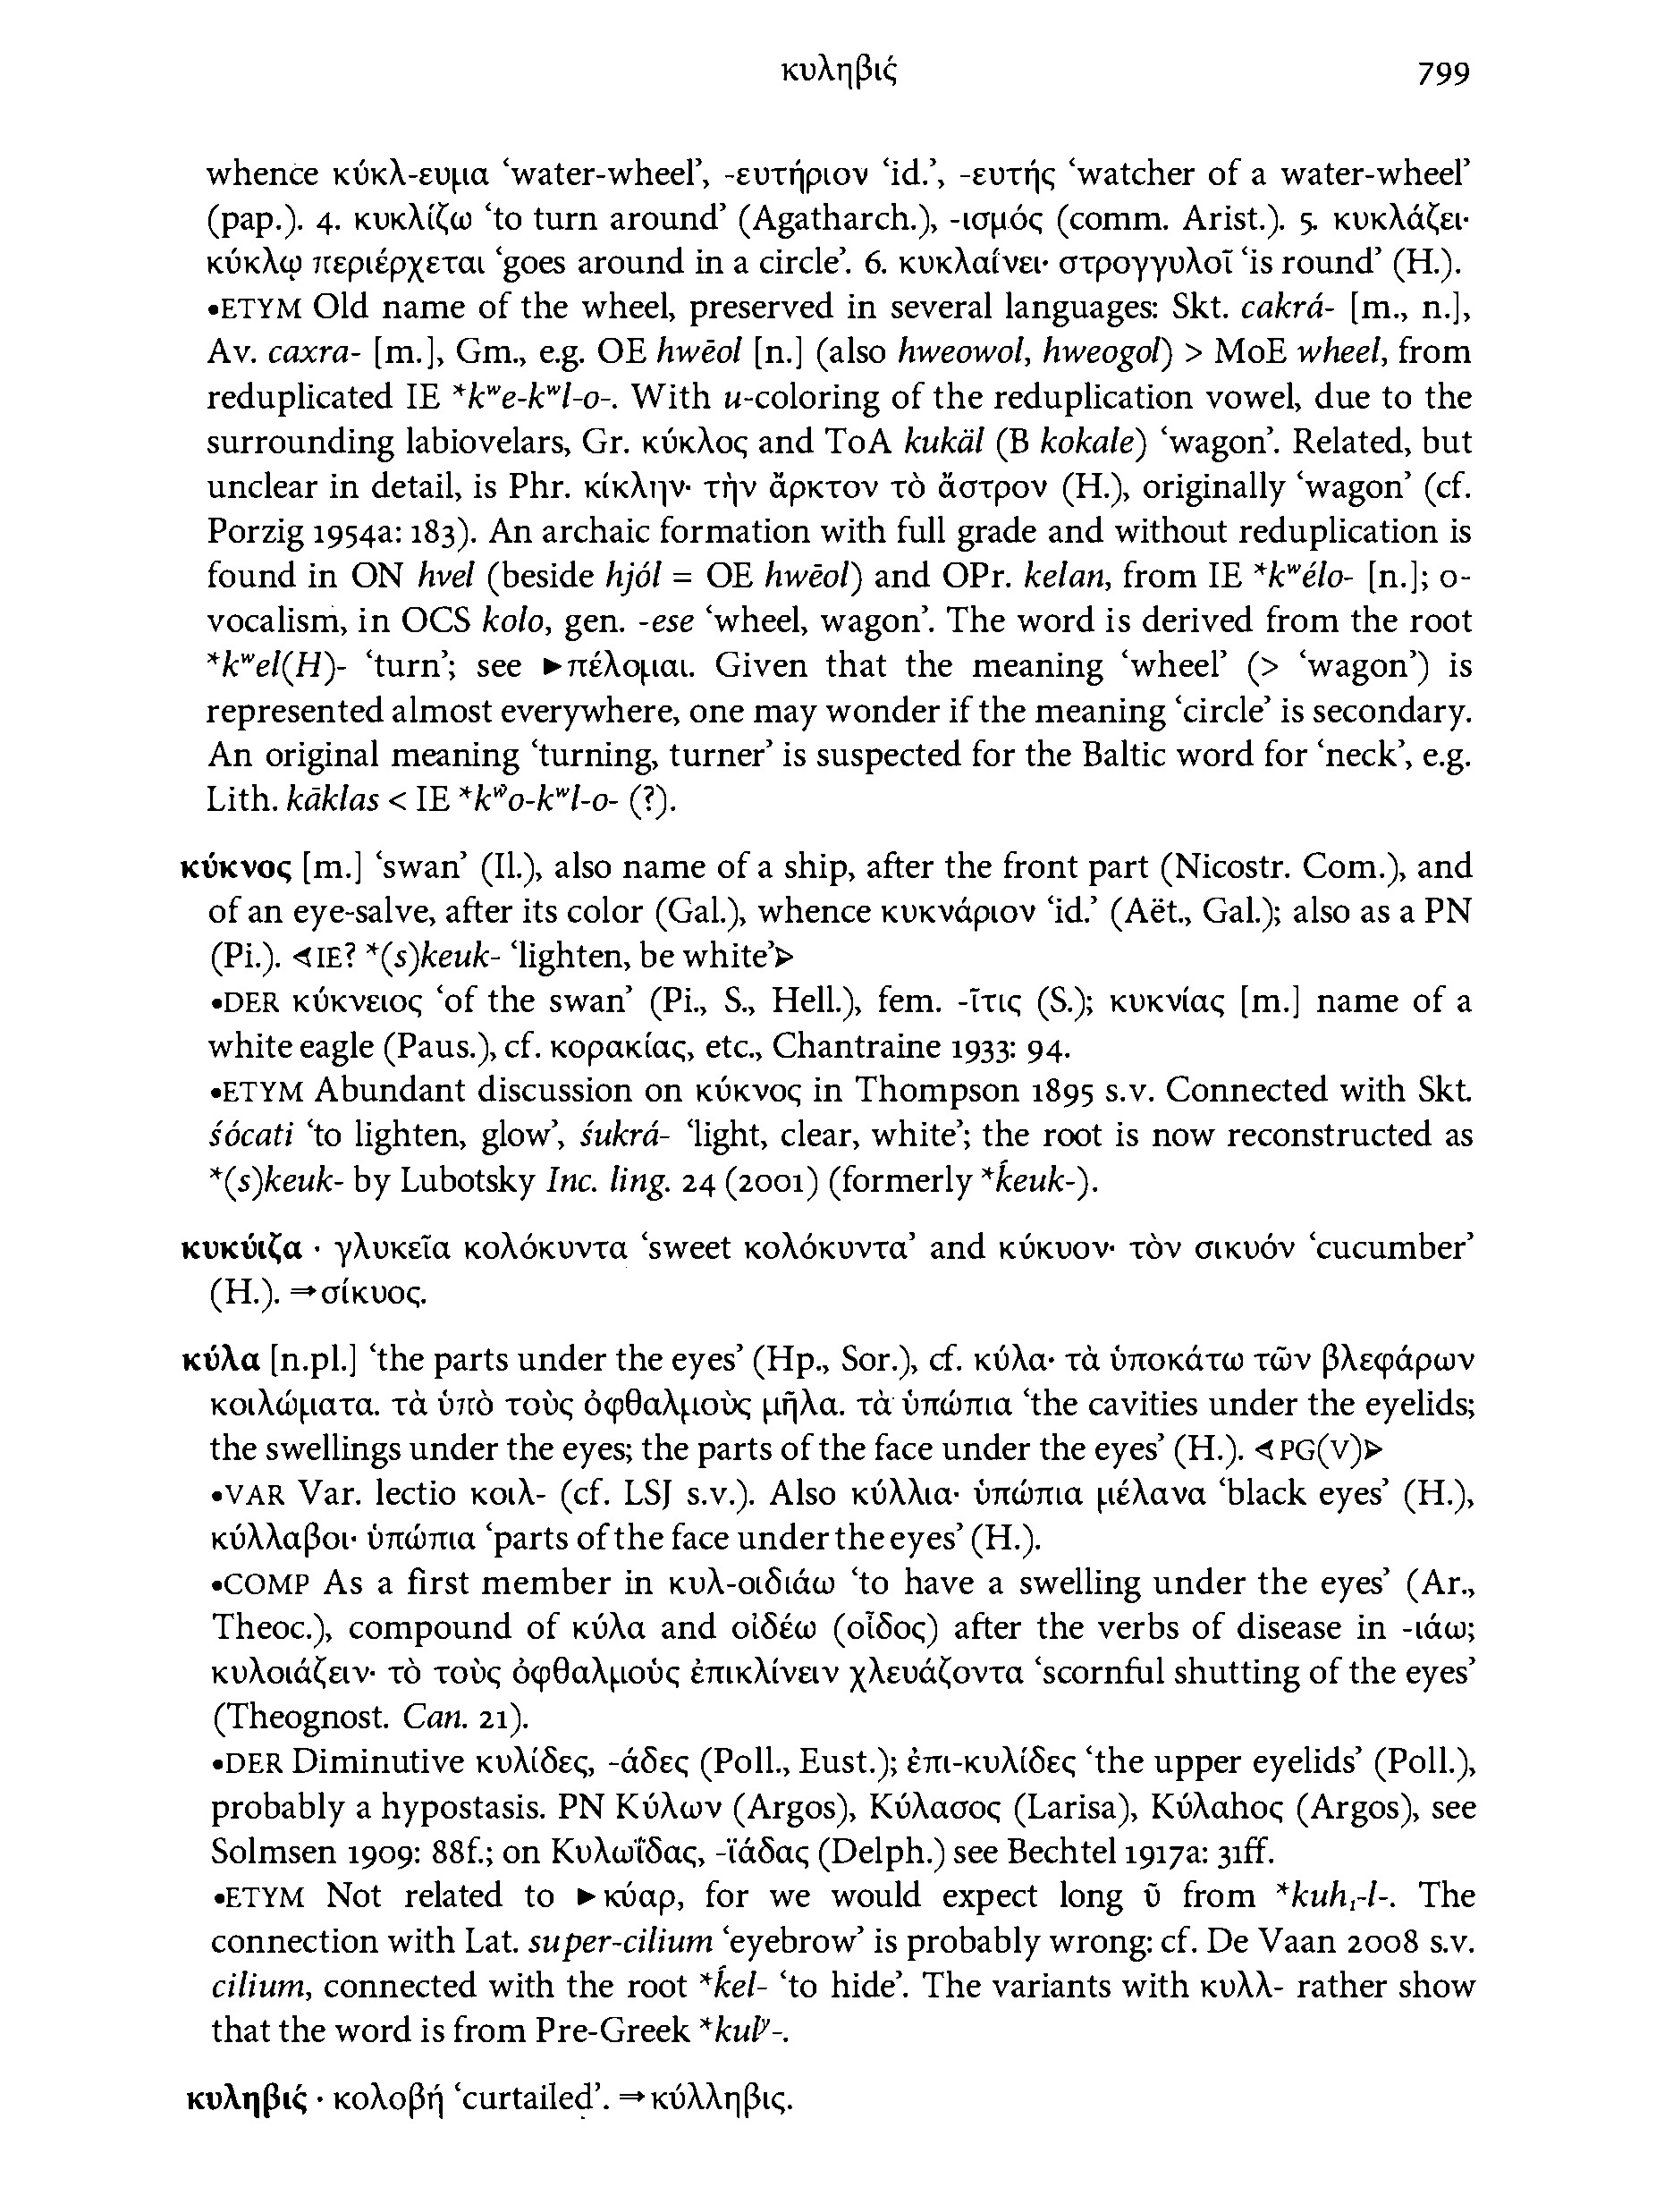 κυληβίς 799
whence κύκλ-ευμα ‘water-wheel’, -ευτήριον ‘id.’, -ευτής ‘watcher of a water-wheel’
(pap.). 4. κυκλίζω ‘to turn around’ (Agatharch.), -ισμός (comm. Arist.). 5. κυκλάζει·
κύκλῳ περιέρχεται ‘goes around in a circle’. 6. κυκλαίνει· στρογγυλοῖ ‘is round’ (H.).
•ETYM Old name of the wheel, preserved in several languages: Skt. cakrá- [m., n.],
Av. caxra- [m.], Gm., e.g. OE hwēol [n.] (also hweowol, hweogol) > MoE wheel, from
reduplicated IE *kʷe-kʷl-o-. With u-coloring of the reduplication vowel, due to the
surrounding labiovelars, Gr. κύκλος and ToA kukäl (B kokale) ‘wagon’. Related, but
unclear in detail, is Phr. κίκλην· τὴν ἄρκτον τὸ ἄστρον (H.), originally ‘wagon’ (cf.
Porzig 1954a: 183). An archaic formation with full grade and without reduplication is
found in ON hvel (beside hjól = OE hwēol) and OPr. kelan, from IE *kʷélo- [n.]; o-
vocalism, in OCS kolo, gen. -ese ‘wheel, wagon’. The word is derived from the root
*kʷel(H)- ‘turn’; see ►πέλομαι. Given that the meaning ‘wheel’ (> ‘wagon’) is
represented almost everywhere, one may wonder if the meaning ‘circle’ is secondary.
An original meaning ‘turning, turner’ is suspected for the Baltic word for ‘neck’, e.g.
Lith. kãklas < IE *kʷo-kʷl-o- (?).
κύκνος [m.] ‘swan’ (Il.), also name of a ship, after the front part (Nicostr. Com.), and
of an eye-salve, after its color (Gal.), whence κυκνάριον ‘id.’ (Aët., Gal.); also as a PN
(Pi.). ◁IE? *(s)keuk- ‘lighten, be white’▷
•DER κύκνειος ‘of the swan’ (Pi., S., Hell.), fem. -ῖτις (S.); κυκνίας [m.] name of a
white eagle (Paus.), cf. κορακίας, etc., Chantraine 1933: 94.
•ETYM Abundant discussion on κύκνος in Thompson 1895 s.v. Connected with Skt.
śócati ‘to lighten, glow’, śukrá- ‘light, clear, white’; the root is now reconstructed as
*(s)keuk- by Lubotsky Inc. ling. 24 (2001) (formerly *ḱeuk-).
κυκύιζα · γλυκεῖα κολόκυντα ‘sweet κολόκυντα’ and κύκυον· τὸν σικυόν ‘cucumber’
(H.). ⇒σίκυος.
κύλα [n.pl.] ‘the parts under the eyes’ (Hp., Sor.), cf. κύλα· τὰ ὑποκάτω τῶν βλεφάρων
κοιλώματα. τὰ ὑπὸ τοὺς ὀφθαλμοὺς μῆλα. τὰ ὑπώπια ‘the cavities under the eyelids;
the swellings under the eyes; the parts of the face under the eyes’ (H.). ◁PG(V)▷
•VAR Var. lectio κοιλ- (cf. LSJ s.v.). Also κύλλια· ὑπώπια μέλανα ‘black eyes’ (H.),
κύλλαβοι· ὑπώπια ‘parts of the face under the eyes’ (H.).
•COMP As a first member in κυλ-οιδιάω ‘to have a swelling under the eyes’ (Ar.,
Theoc.), compound of κύλα and οἰδέω (οἶδος) after the verbs of disease in -ιάω;
κυλοιάζειν· τὸ τοὺς ὀφθαλμοὺς ἐπικλίνειν χλευάζοντα ‘scornful shutting of the eyes’
(Theognost. Can. 21).
•DER Diminutive κυλίδες, -άδες (Poll., Eust.); ἐπι-κυλίδες ‘the upper eyelids’ (Poll.),
probably a hypostasis. PN Κύλων (Argos), Κύλασος (Larisa), Κύλαhος (Argos), see
Solmsen 1909: 88f.; on Κυλωΐδας, -ϊάδας (Delph.) see Bechtel 1917a: 31ff.
•ETYM Not related to ►κύαρ, for we would expect long ῡ from *kuh₁-l-. The
connection with Lat. super-cilium ‘eyebrow’ is probably wrong: cf. De Vaan 2008 s.v.
cilium, connected with the root *ḱel- ‘to hide’. The variants with κυλλ- rather show
that the word is from Pre-Greek *kulʸ-.
κυληβίς · κολοβή ‘curtailed’. ⇒κύλληβις.